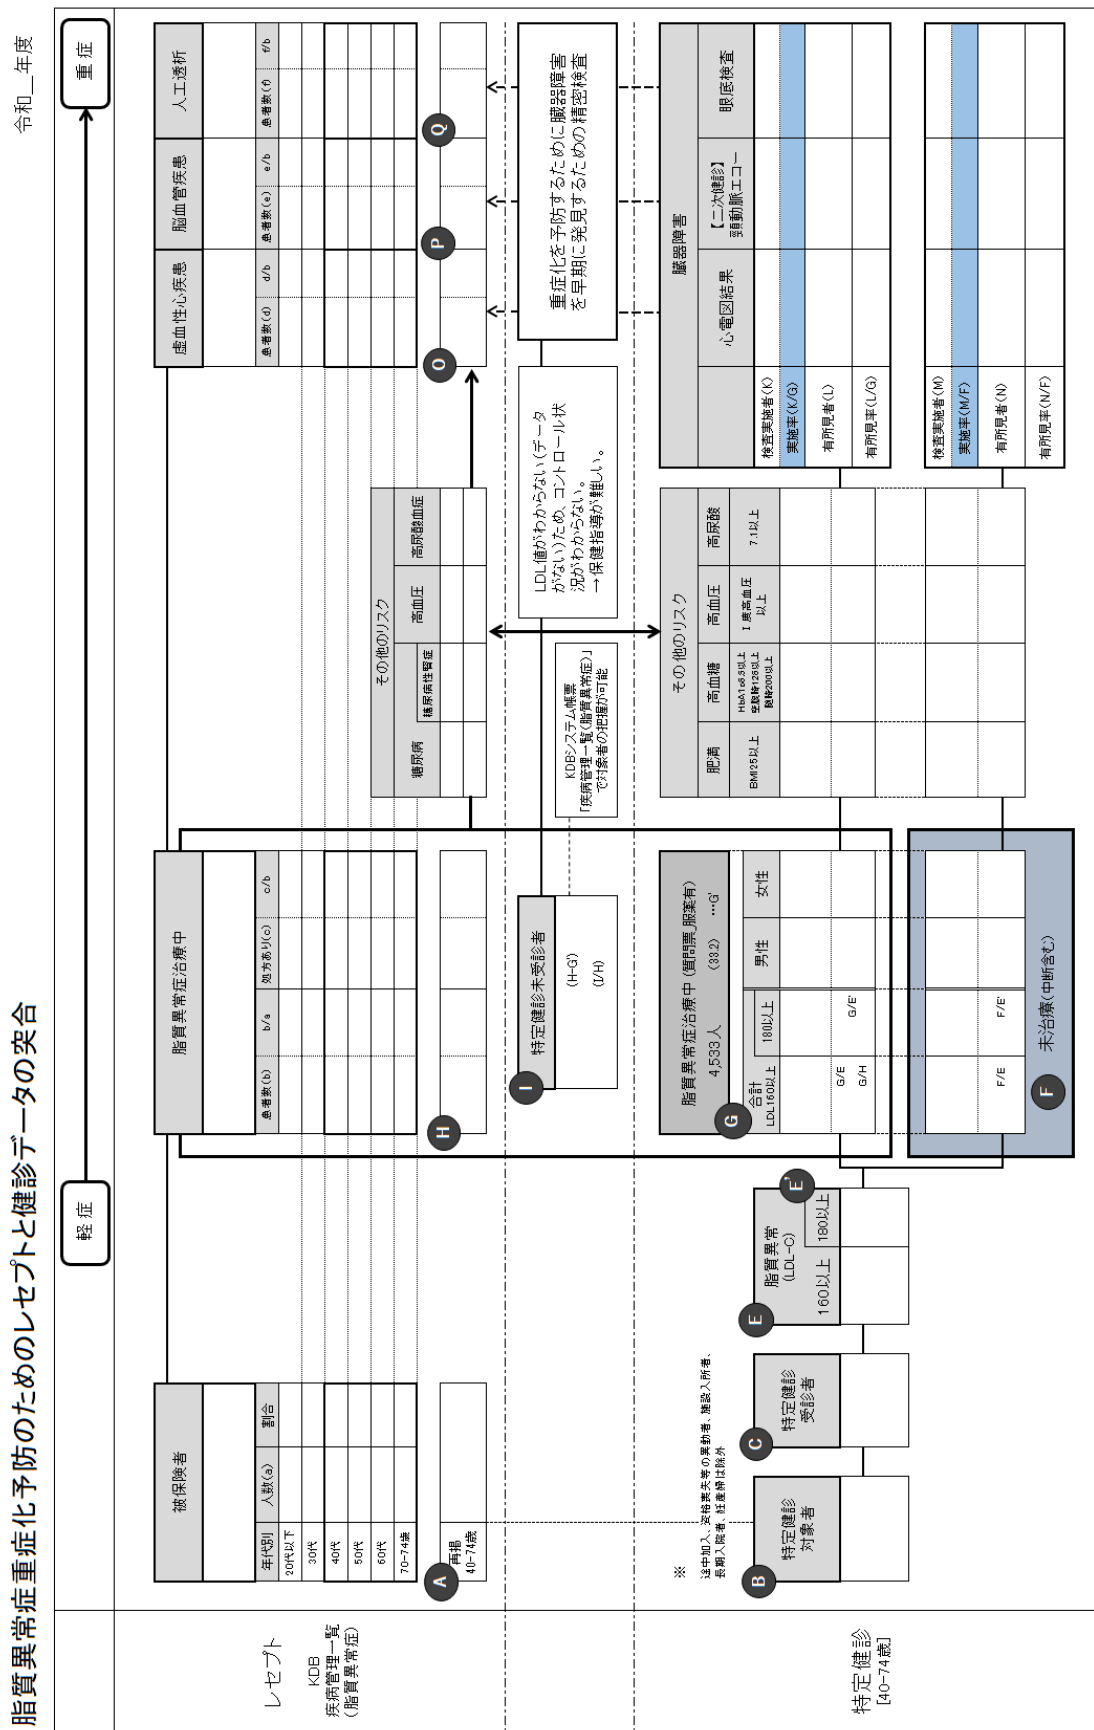 脂質異常症重症化予防のためのレセプトと健診データの突合
令和__年度
軽症
重症
レセプト
KDB
疾病管理一覧
(脂質異常症)
被保険者
年代別
人数(a)
割合
20代以下
30代
40代
50代
60代
70-74歳
A
再掲
40-74歳
脂質異常症治療中
患者数(b)
b/a
処方あり(c)
c/b
H
その他のリスク
糖尿病
糖尿病性腎症
高血圧
高尿酸血症
虚血性心疾患
脳血管疾患
人工透析
患者数(d)
d/b
患者数(e)
e/b
患者数(f)
f/b
O
P
Q
I
特定健診未受診者
(H-G')
(I/H)
KDBシステム帳票
「疾病管理一覧(脂質異常症)」
で対象者の把握が可能
LDL値がわからない(データ
がない)ため、コントロール状
況がわからない。
→保健指導が難しい。
重症化を予防するために臓器障害
を早期に発見するための精密検査
特定健診
[40-74歳]
※
途中加入、資格喪失等の異動者、施設入所者、
長期入院者、妊産婦は除外
B
特定健診
対象者
C
特定健診
受診者
E
脂質異常
(LDL-C)
160以上
E'
180以上
G
脂質異常症治療中(質問票_服薬有)
4,533人
(33.2)
…G'
合計
LDL160以上
180以上
男性
女性
G/E
G/E'
G/H
F/E
F/E'
F
未治療(中断含む)
その他のリスク
肥満
高血糖
高血圧
高尿酸
BMI25以上
HbA1c6.5以上
空腹時126以上
随時200以上
Ⅰ度高血圧
以上
7.1以上
臓器障害
心電図結果
【二次健診】
頸動脈エコー
眼底検査
検査実施者(K)
実施率(K/G)
有所見者(L)
有所見率(L/G)
検査実施者(M)
実施率(M/F)
有所見者(N)
有所見率(N/F)